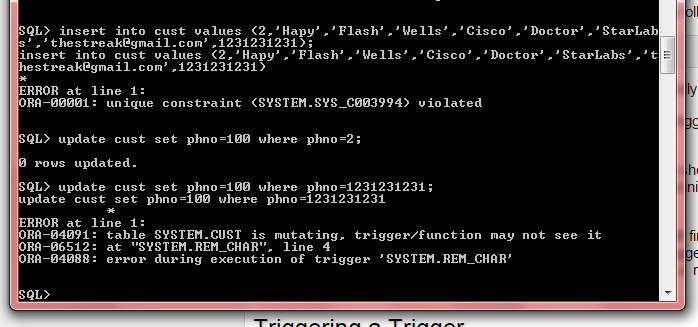 SQL> insert into cust values (2,'Hapy','Flash','Wells','Cisco','Doctor','StarLab
s','thestreak@gmail.com',1231231231);
insert into cust values (2,'Hapy','Flash','Wells','Cisco','Doctor','StarLabs','t
hestreak@gmail.com',1231231231)
*
ERROR at line 1:
ORA-00001: unique constraint (SYSTEM.SYS_C003994) violated
SQL> update cust set phno=100 where phno=2;
0 rows updated.
SQL> update cust set phno=100 where phno=1231231231;
update cust set phno=100 where phno=1231231231
*
ERROR at line 1:
ORA-04091: table SYSTEM.CUST is mutating, trigger/function may not see it
ORA-06512: at "SYSTEM.REM_CHAR", line 4
ORA-04088: error during execution of trigger 'SYSTEM.REM_CHAR'
SQL>
Triggering a Trigger